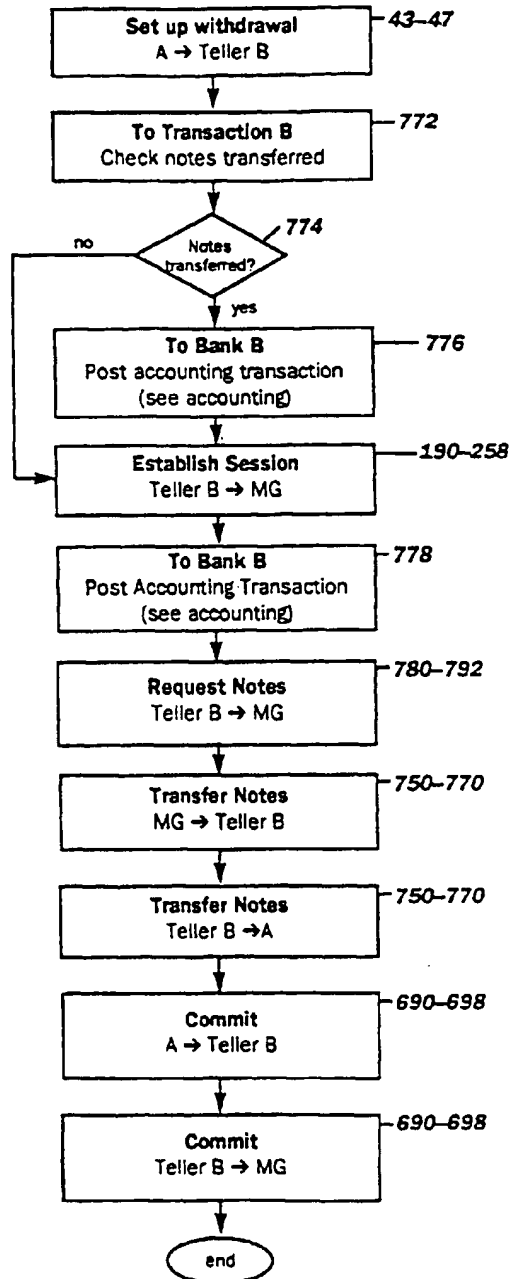 Set up withdrawal
A → Teller B
43–47
To Transaction B
Check notes transferred
772
Notes
transferred?
774
no
yes
To Bank B
Post accounting transaction
(see accounting)
776
Establish Session
Teller B → MG
190–258
To Bank B
Post Accounting Transaction
(see accounting)
778
Request Notes
Teller B → MG
780–792
Transfer Notes
MG → Teller B
750–770
Transfer Notes
Teller B →A
750–770
Commit
A → Teller B
690–698
Commit
Teller B → MG
690–698
end